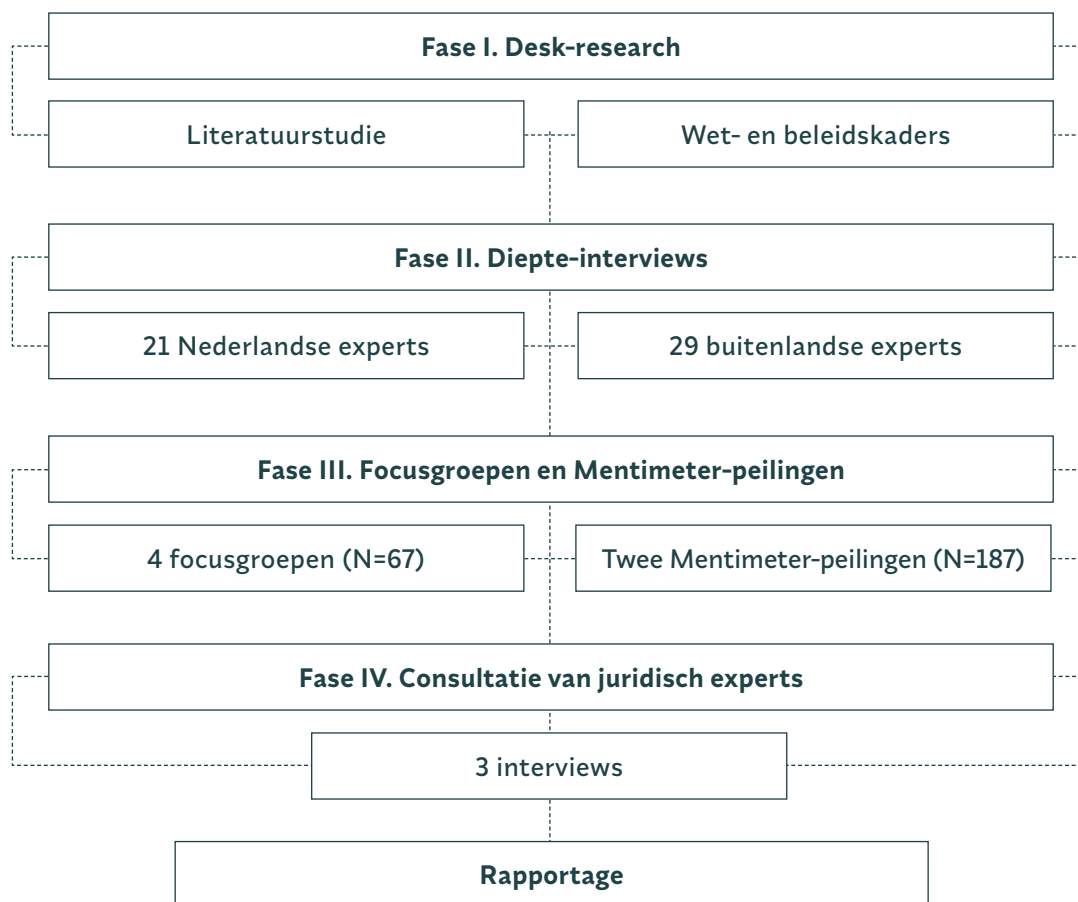 Fase I. Desk-research
Literatuurstudie
Wet- en beleidskaders
Fase II. Diepte-interviews
21 Nederlandse experts
29 buitenlandse experts
Fase III. Focusgroepen en Mentimeter-peilingen
4 focusgroepen (N=67)
Twee Mentimeter-peilingen (N=187)
Fase IV. Consultatie van juridisch experts
3 interviews
Rapportage